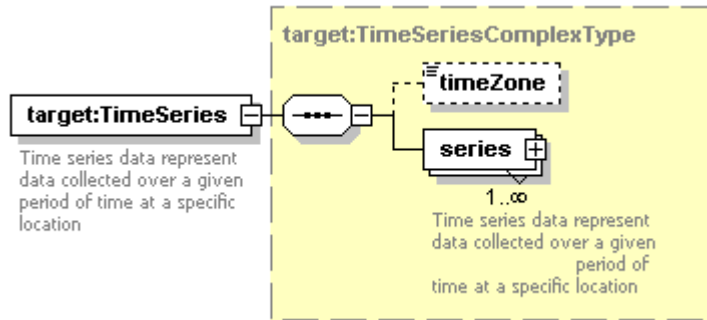 target:TimeSeriesComplexType
timeZone
target:TimeSeries
Time series data represent
data collected over a given
period of time at a specific
location
series
1..∞
Time series data represent
data collected over a given
period of
time at a specific location